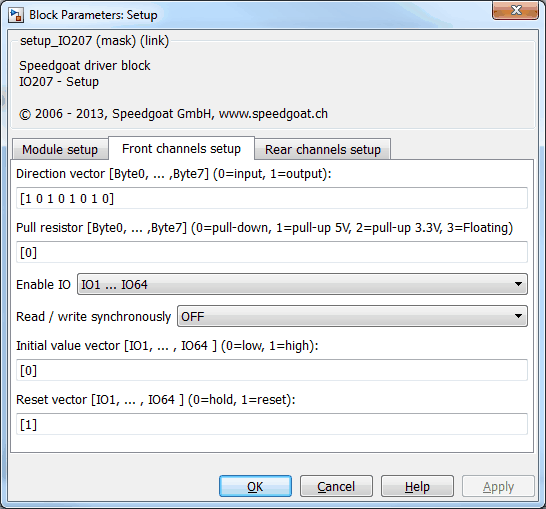 Block Parameters: Setup
setup_IO207 (mask) (link)
Speedgoat driver block
IO207 - Setup
© 2006 - 2013, Speedgoat GmbH, www.speedgoat.ch
Module setup Front channels setup Rear channels setup
Direction vector [Byte0, ... ,Byte7] (0=input, 1=output):
[1 0 1 0 1 0 1 0]
Pull resistor [Byte0, ... ,Byte7] (0=pull-down, 1=pull-up 5V, 2=pull-up 3.3V, 3=Floating)
[0]
Enable IO IO1 ... IO64
Read / write synchronously OFF
Initial value vector [IO1, ... , IO64 ] (0=low, 1=high):
[0]
Reset vector [IO1, ... , IO64 ] (0=hold, 1=reset):
[1]
OK Cancel Help Apply